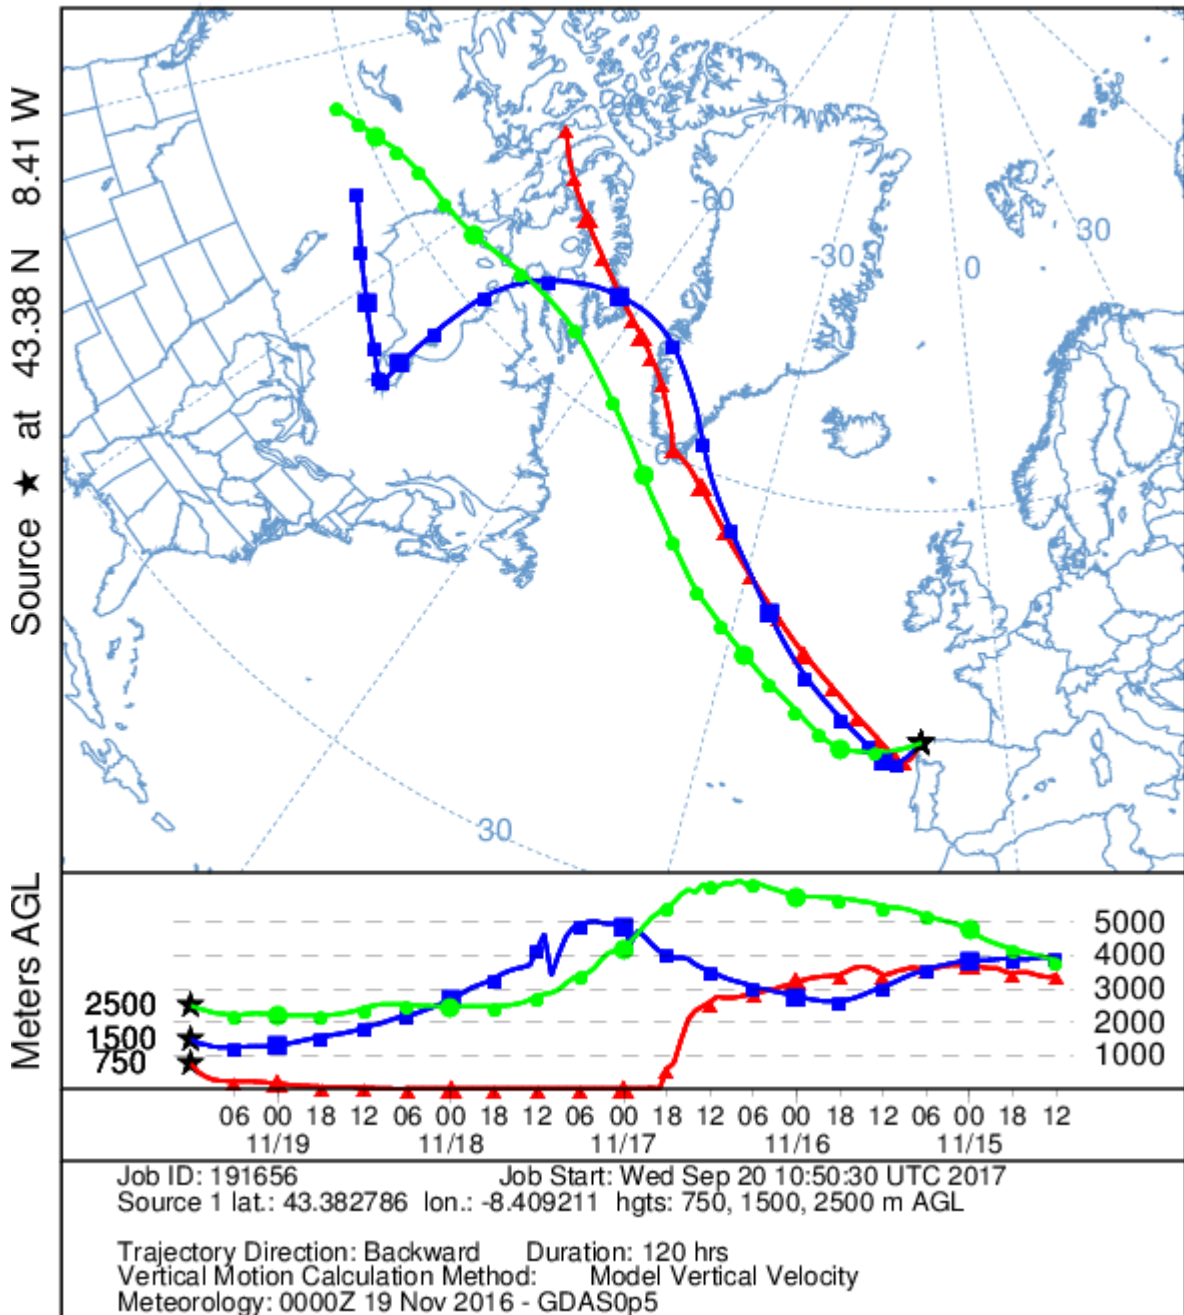 Source ★ at 43.38 N 8.41 W
-60
-30
0
30
60
30
Meters AGL
2500
1500
750
5000
4000
3000
2000
1000
06 00 18 12 06 00 18 12 06 00 18 12 06 00 18 12 06 00 18 12
11/19 11/18 11/17 11/16 11/15
Job ID: 191656 Job Start: Wed Sep 20 10:50:30 UTC 2017
Source 1 lat.: 43.382786 lon.: -8.409211 hgts: 750, 1500, 2500 m AGL
Trajectory Direction: Backward Duration: 120 hrs
Vertical Motion Calculation Method: Model Vertical Velocity
Meteorology: 0000Z 19 Nov 2016 - GDAS0p5